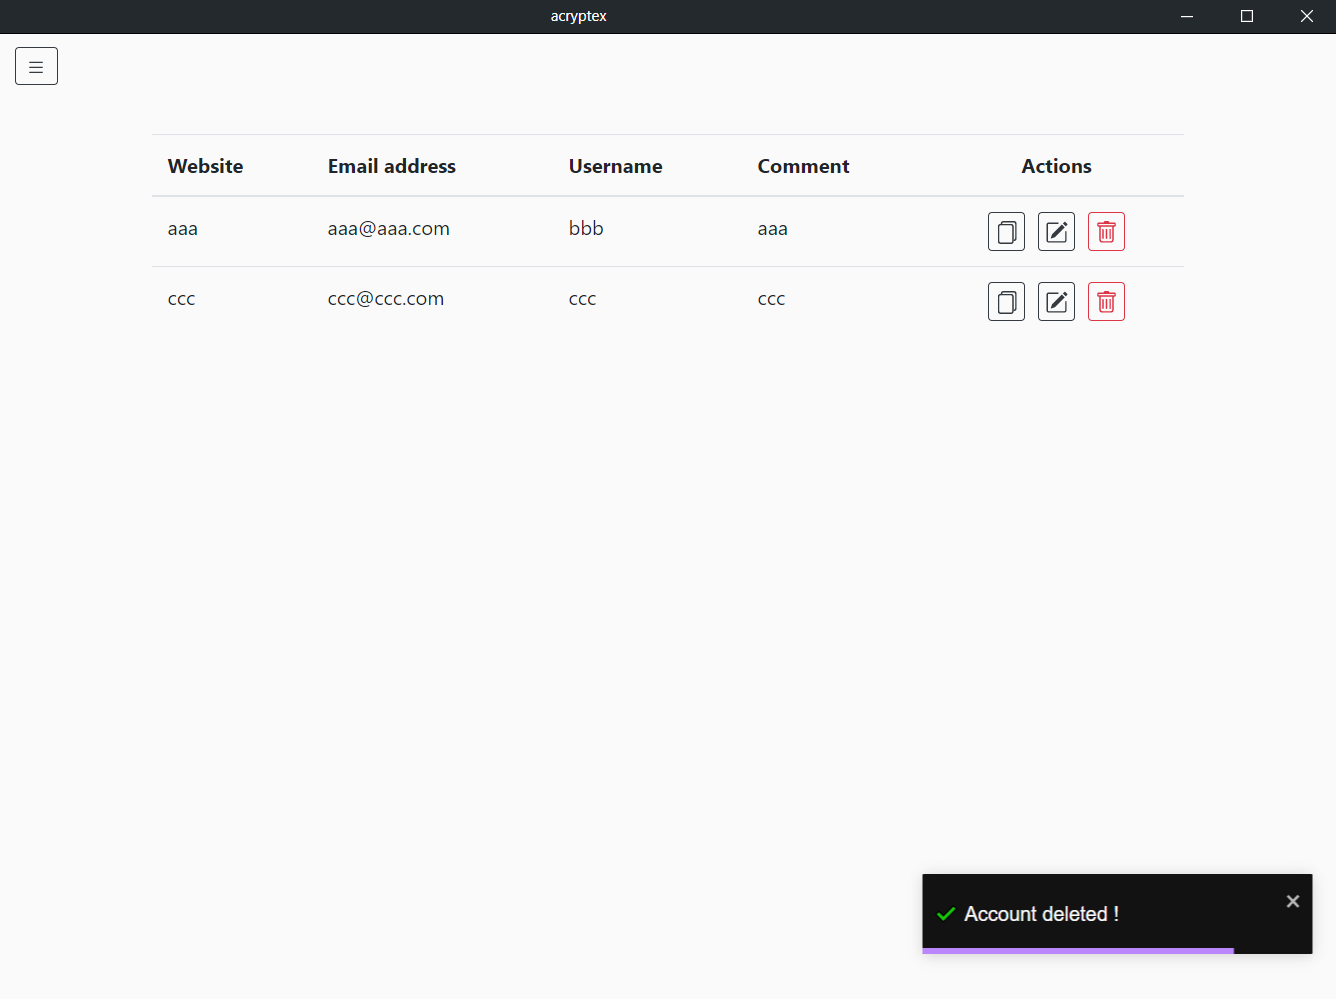 acryptex
Website Email address Username Comment Actions
aaa aaa@aaa.com bbb aaa
ccc ccc@ccc.com ccc ccc
Account deleted !